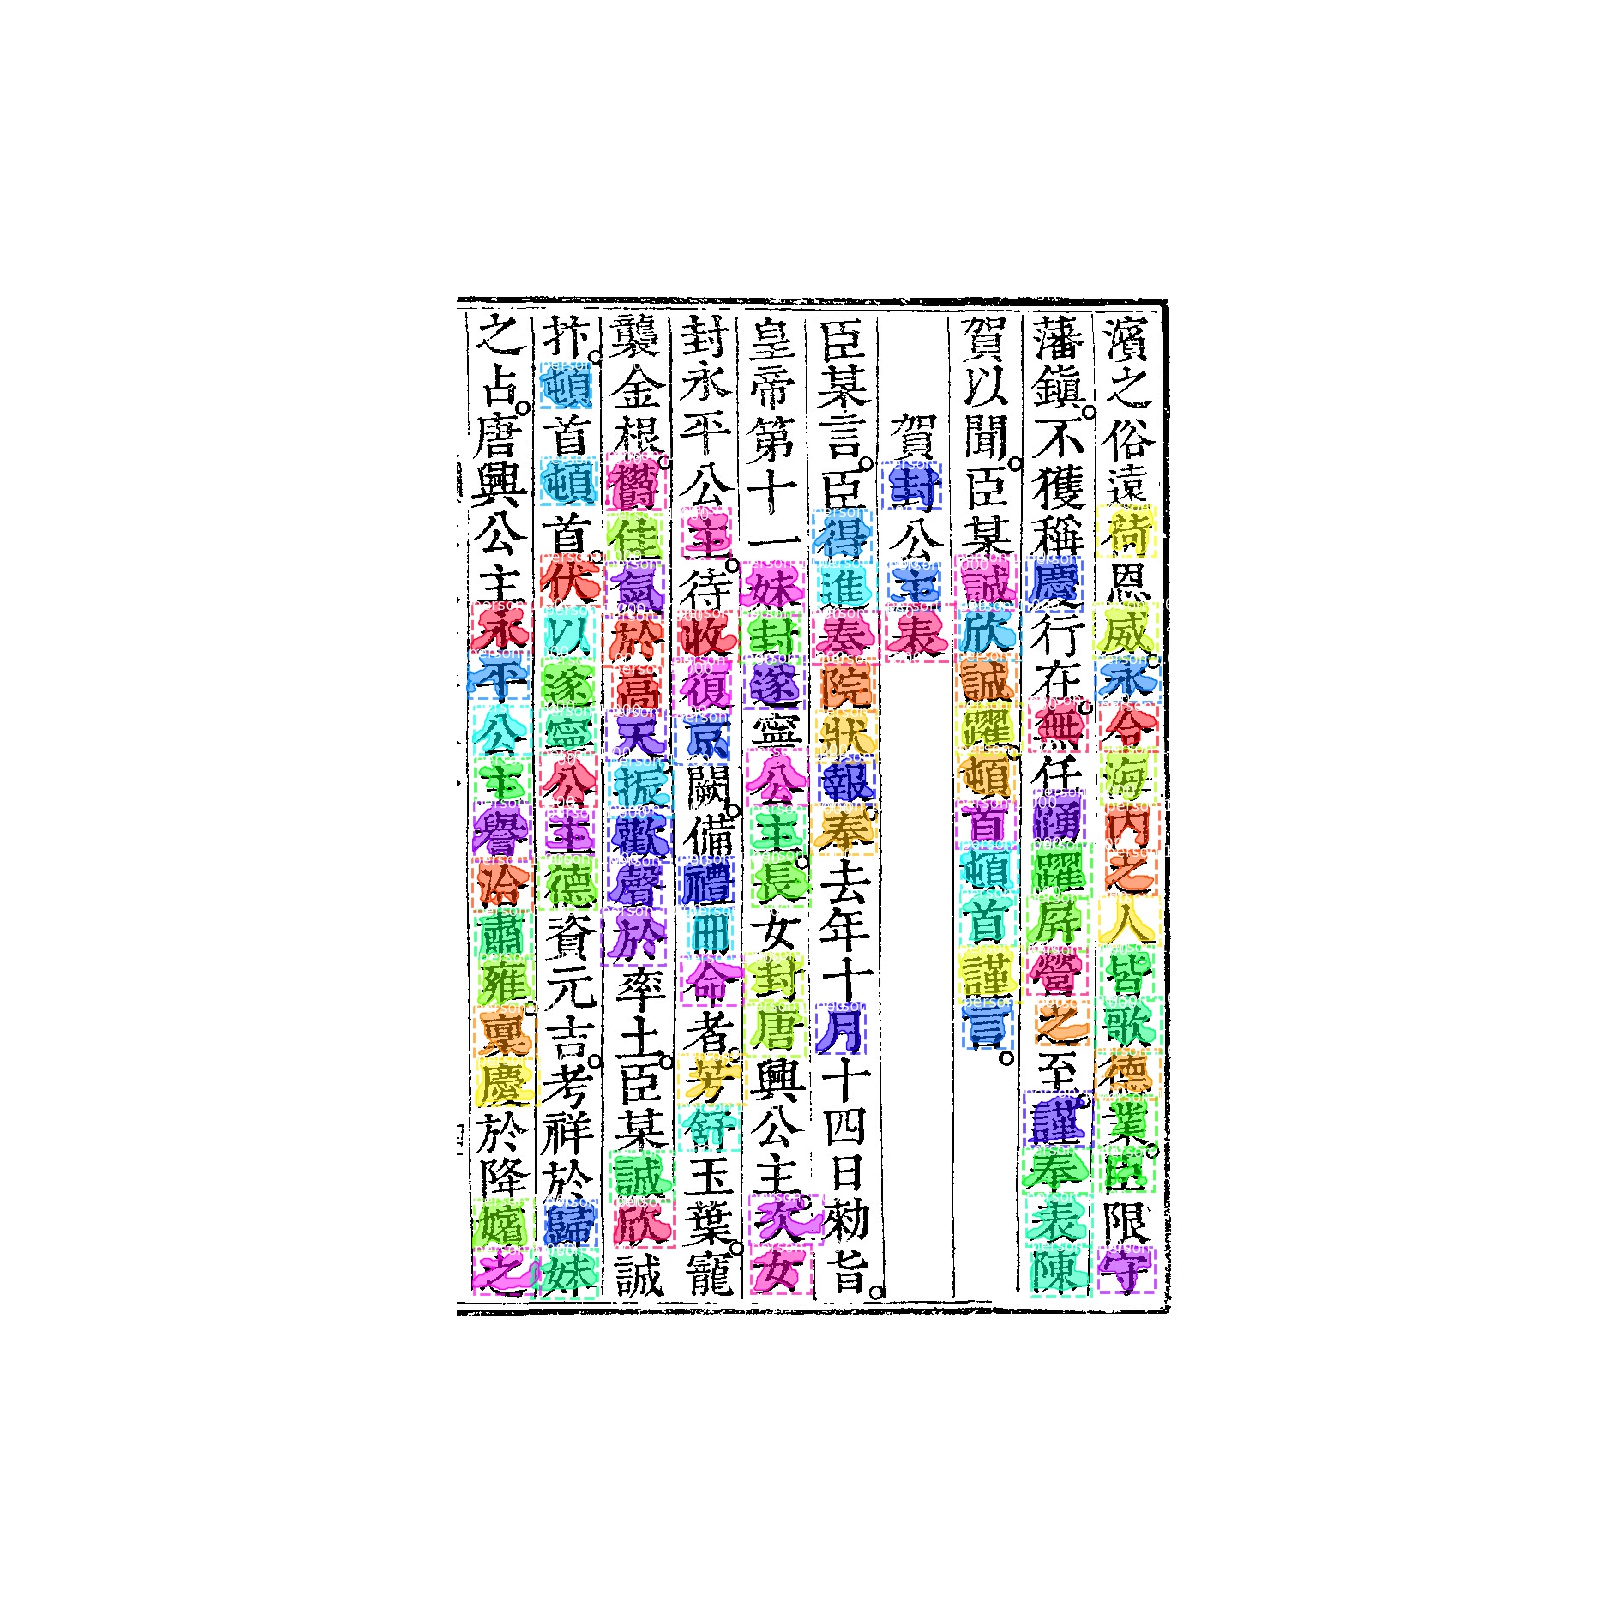 濱之俗遠徛恩威永合海内之人皆歌德業臣限守
藩鎭不獲稱慶行在無任踴躍屏營之至謹奉表陳
賀以聞臣某誠欣誠躍頓首頓首謹言
賀封公主表
臣某言臣得進奏院狀報奉去年十月十四日勑旨
皇帝第十一妹封遂寧公主長女封唐興公主次女
封永平公主待收復京闕備禮冊命者芳舒玉葉寵
襲金根鬱佳氣於高天振歡聲於率土臣某誠欣誠
抃頓首頓首伏以遂寧公主德資元吉考祥於歸妹
之占唐興公主永平公主譽洽肅雍稟慶於降嬪之